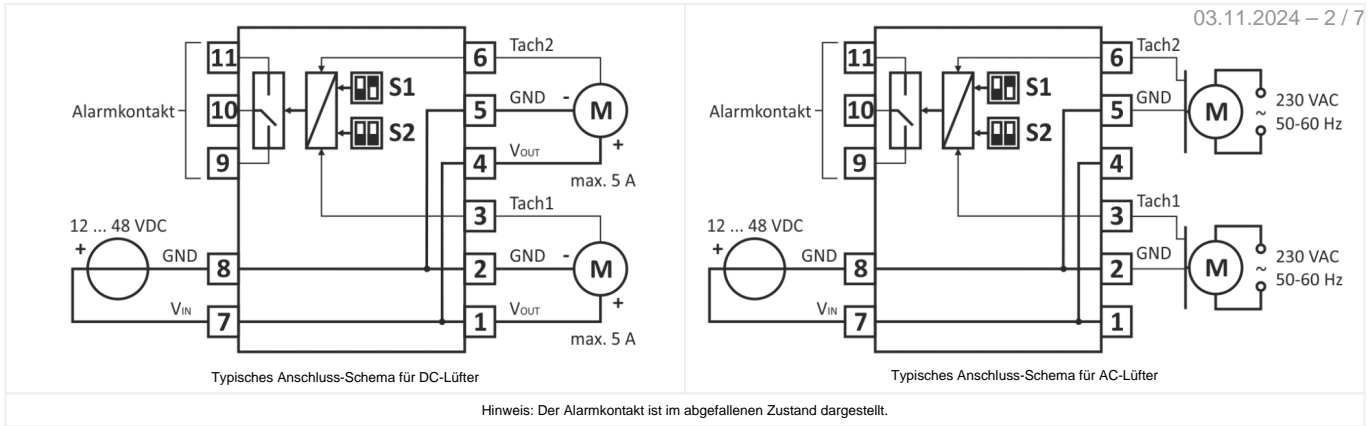 03.11.2024 – 2 / 7
11
10
9
Alarmkontakt
S1
S2
6
Tach2
5
GND
-
M
+
4
VOUT
max. 5 A
3
Tach1
12 ... 48 VDC
+
GND
8
2
GND
-
M
+
VIN
7
1
VOUT
max. 5 A
Typisches Anschluss-Schema für DC-Lüfter
11
10
9
Alarmkontakt
S1
S2
6
Tach2
5
GND
M
230 VAC
~
50-60 Hz
4
3
Tach1
12 ... 48 VDC
+
GND
8
2
GND
M
230 VAC
~
50-60 Hz
VIN
7
1
Typisches Anschluss-Schema für AC-Lüfter
Hinweis: Der Alarmkontakt ist im abgefallenen Zustand dargestellt.